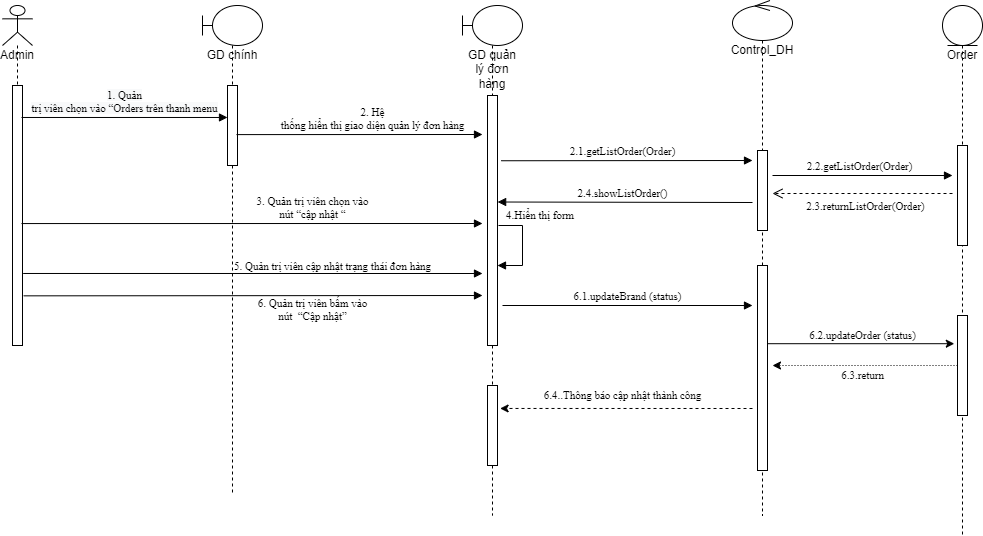 Admin
GD chính
GD quản
lý đơn
hàng
Control_DH
Order
1. Quản
trị viên chọn vào “Orders trên thanh menu
2. Hệ
thống hiển thị giao diện quản lý đơn hàng
2.1.getListOrder(Order)
2.2.getListOrder(Order)
2.4.showListOrder()
2.3.returnListOrder(Order)
3. Quản trị viên chọn vào
nút “cập nhật “
4.Hiển thị form
5. Quản trị viên cập nhật trạng thái đơn hàng
6. Quản trị viên bấm vào
nút “Cập nhật”
6.1.updateBrand (status)
6.2.updateOrder (status)
6.3.return
6.4..Thông báo cập nhật thành công